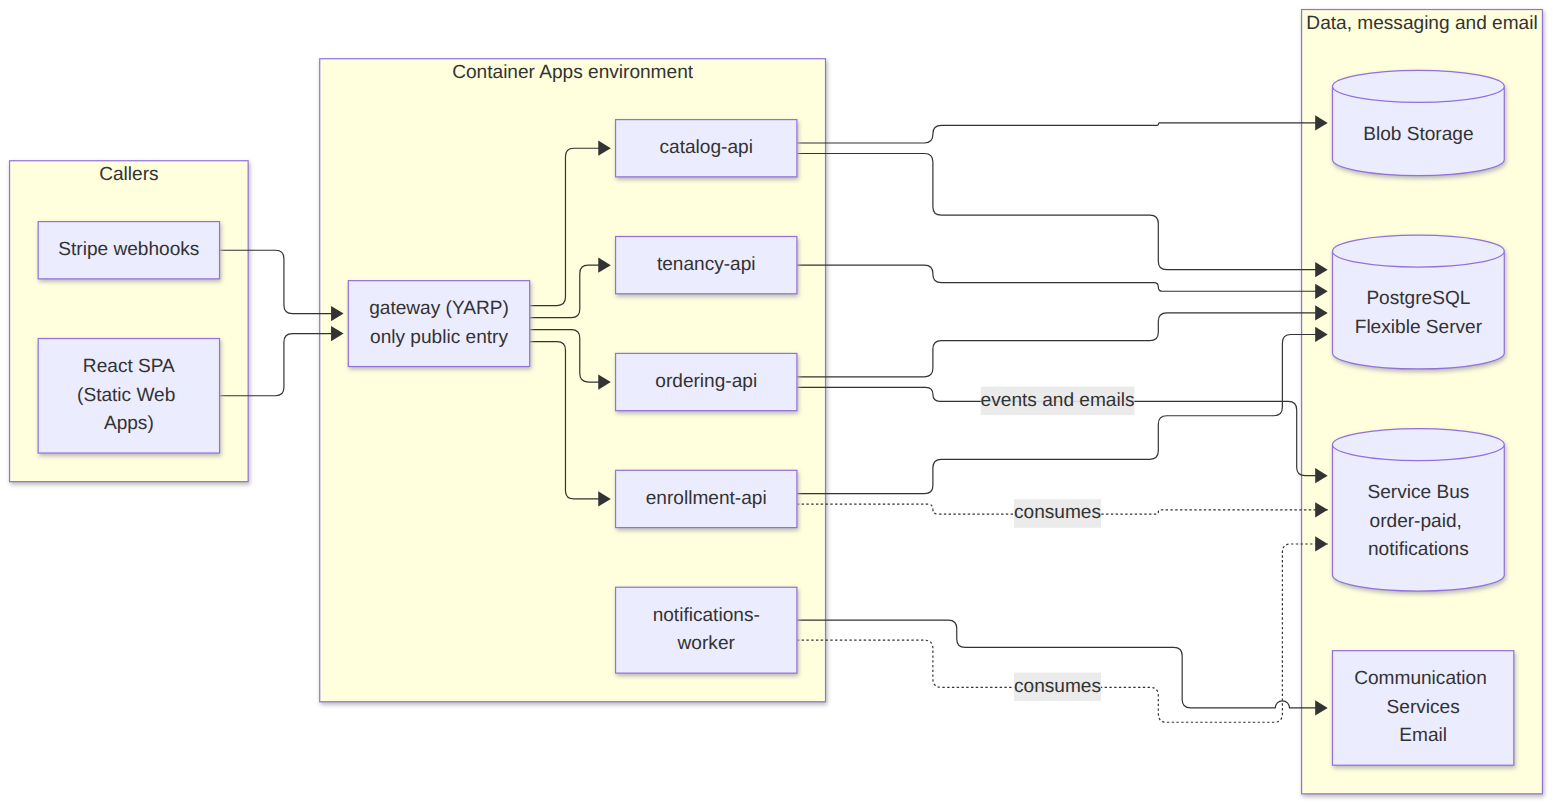 Callers
Stripe webhooks
React SPA
(Static Web
Apps)
Container Apps environment
gateway (YARP)
only public entry
catalog-api
tenancy-api
ordering-api
enrollment-api
notifications-
worker
events and emails
consumes
consumes
Data, messaging and email
Blob Storage
PostgreSQL
Flexible Server
Service Bus
order-paid,
notifications
Communication
Services
Email